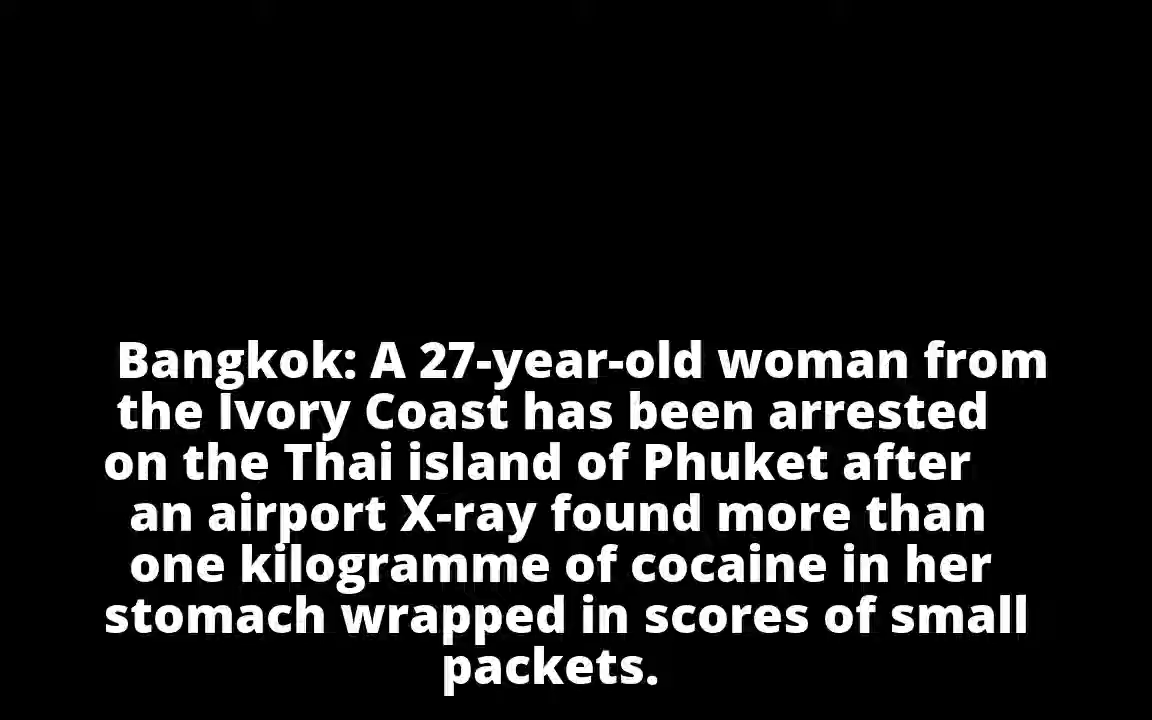 Bangkok: A 27-year-old woman from
the Ivory Coast has been arrested
on the Thai island of Phuket after
an airport X-ray found more than
one kilogramme of cocaine in her
stomach wrapped in scores of small
packets.